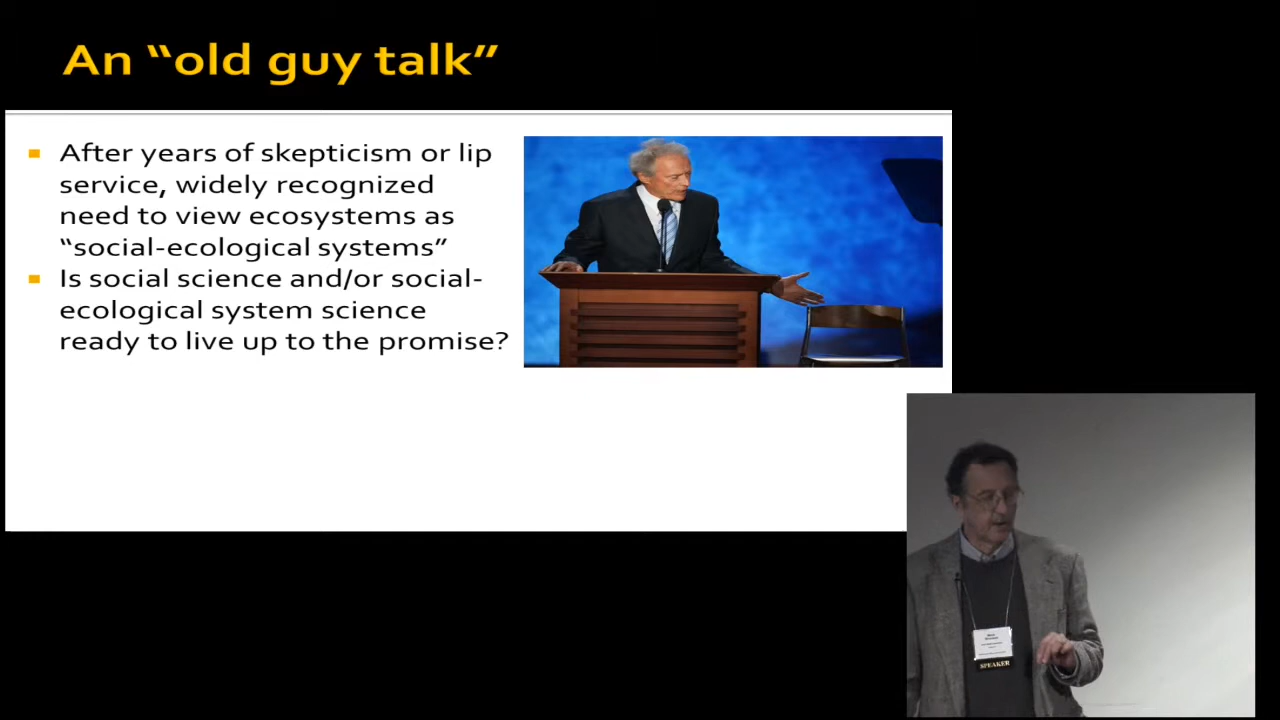 An “old guy talk”
After years of skepticism or lip
service, widely recognized
need to view ecosystems as
“social-ecological systems”
Is social science and/or social-
ecological system science
ready to live up to the promise?
SPEAKER